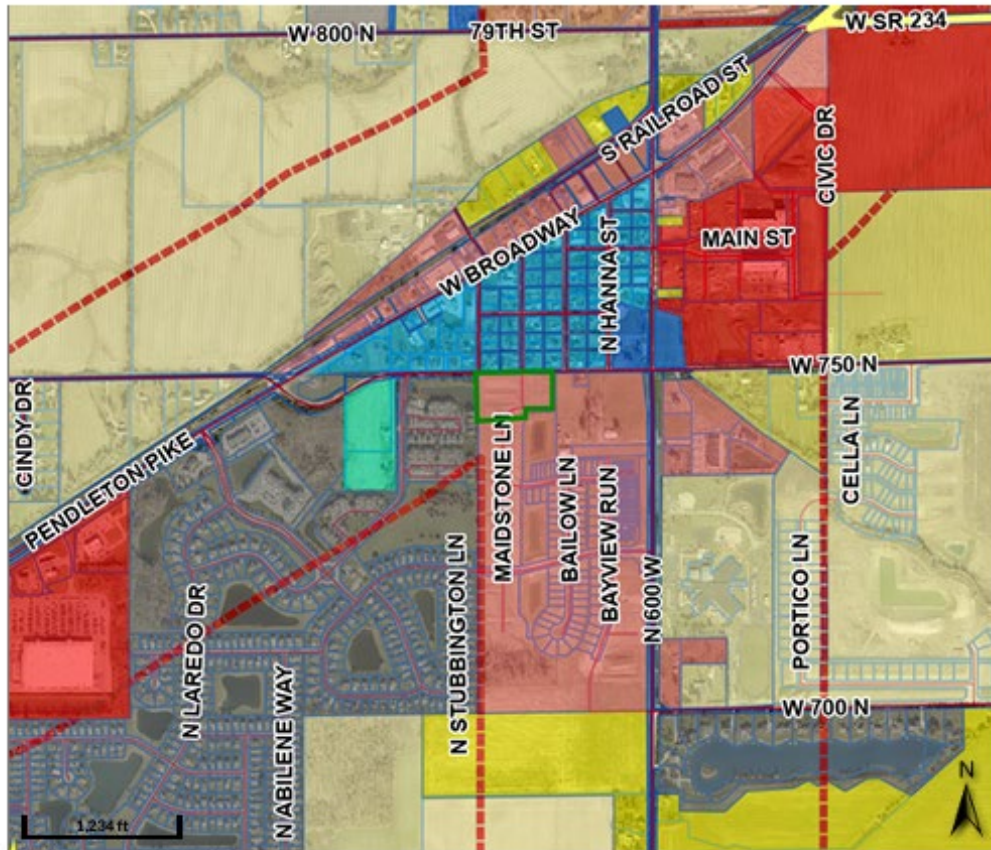 W 800 N
79TH ST
W SR 234
S RAILROAD ST
CIVIC DR
W BROADWAY
N HANNA ST
MAIN ST
W 750 N
CINDY DR
PENDLETON PIKE
MAIDSTONE LN
CELLA LN
BAILOW LN
BAYVIEW RUN
N STUBBINGTON LN
N LAREDO DR
N ABILENE WAY
N 600 W
PORTICO LN
W 700 N
1,234 ft
N